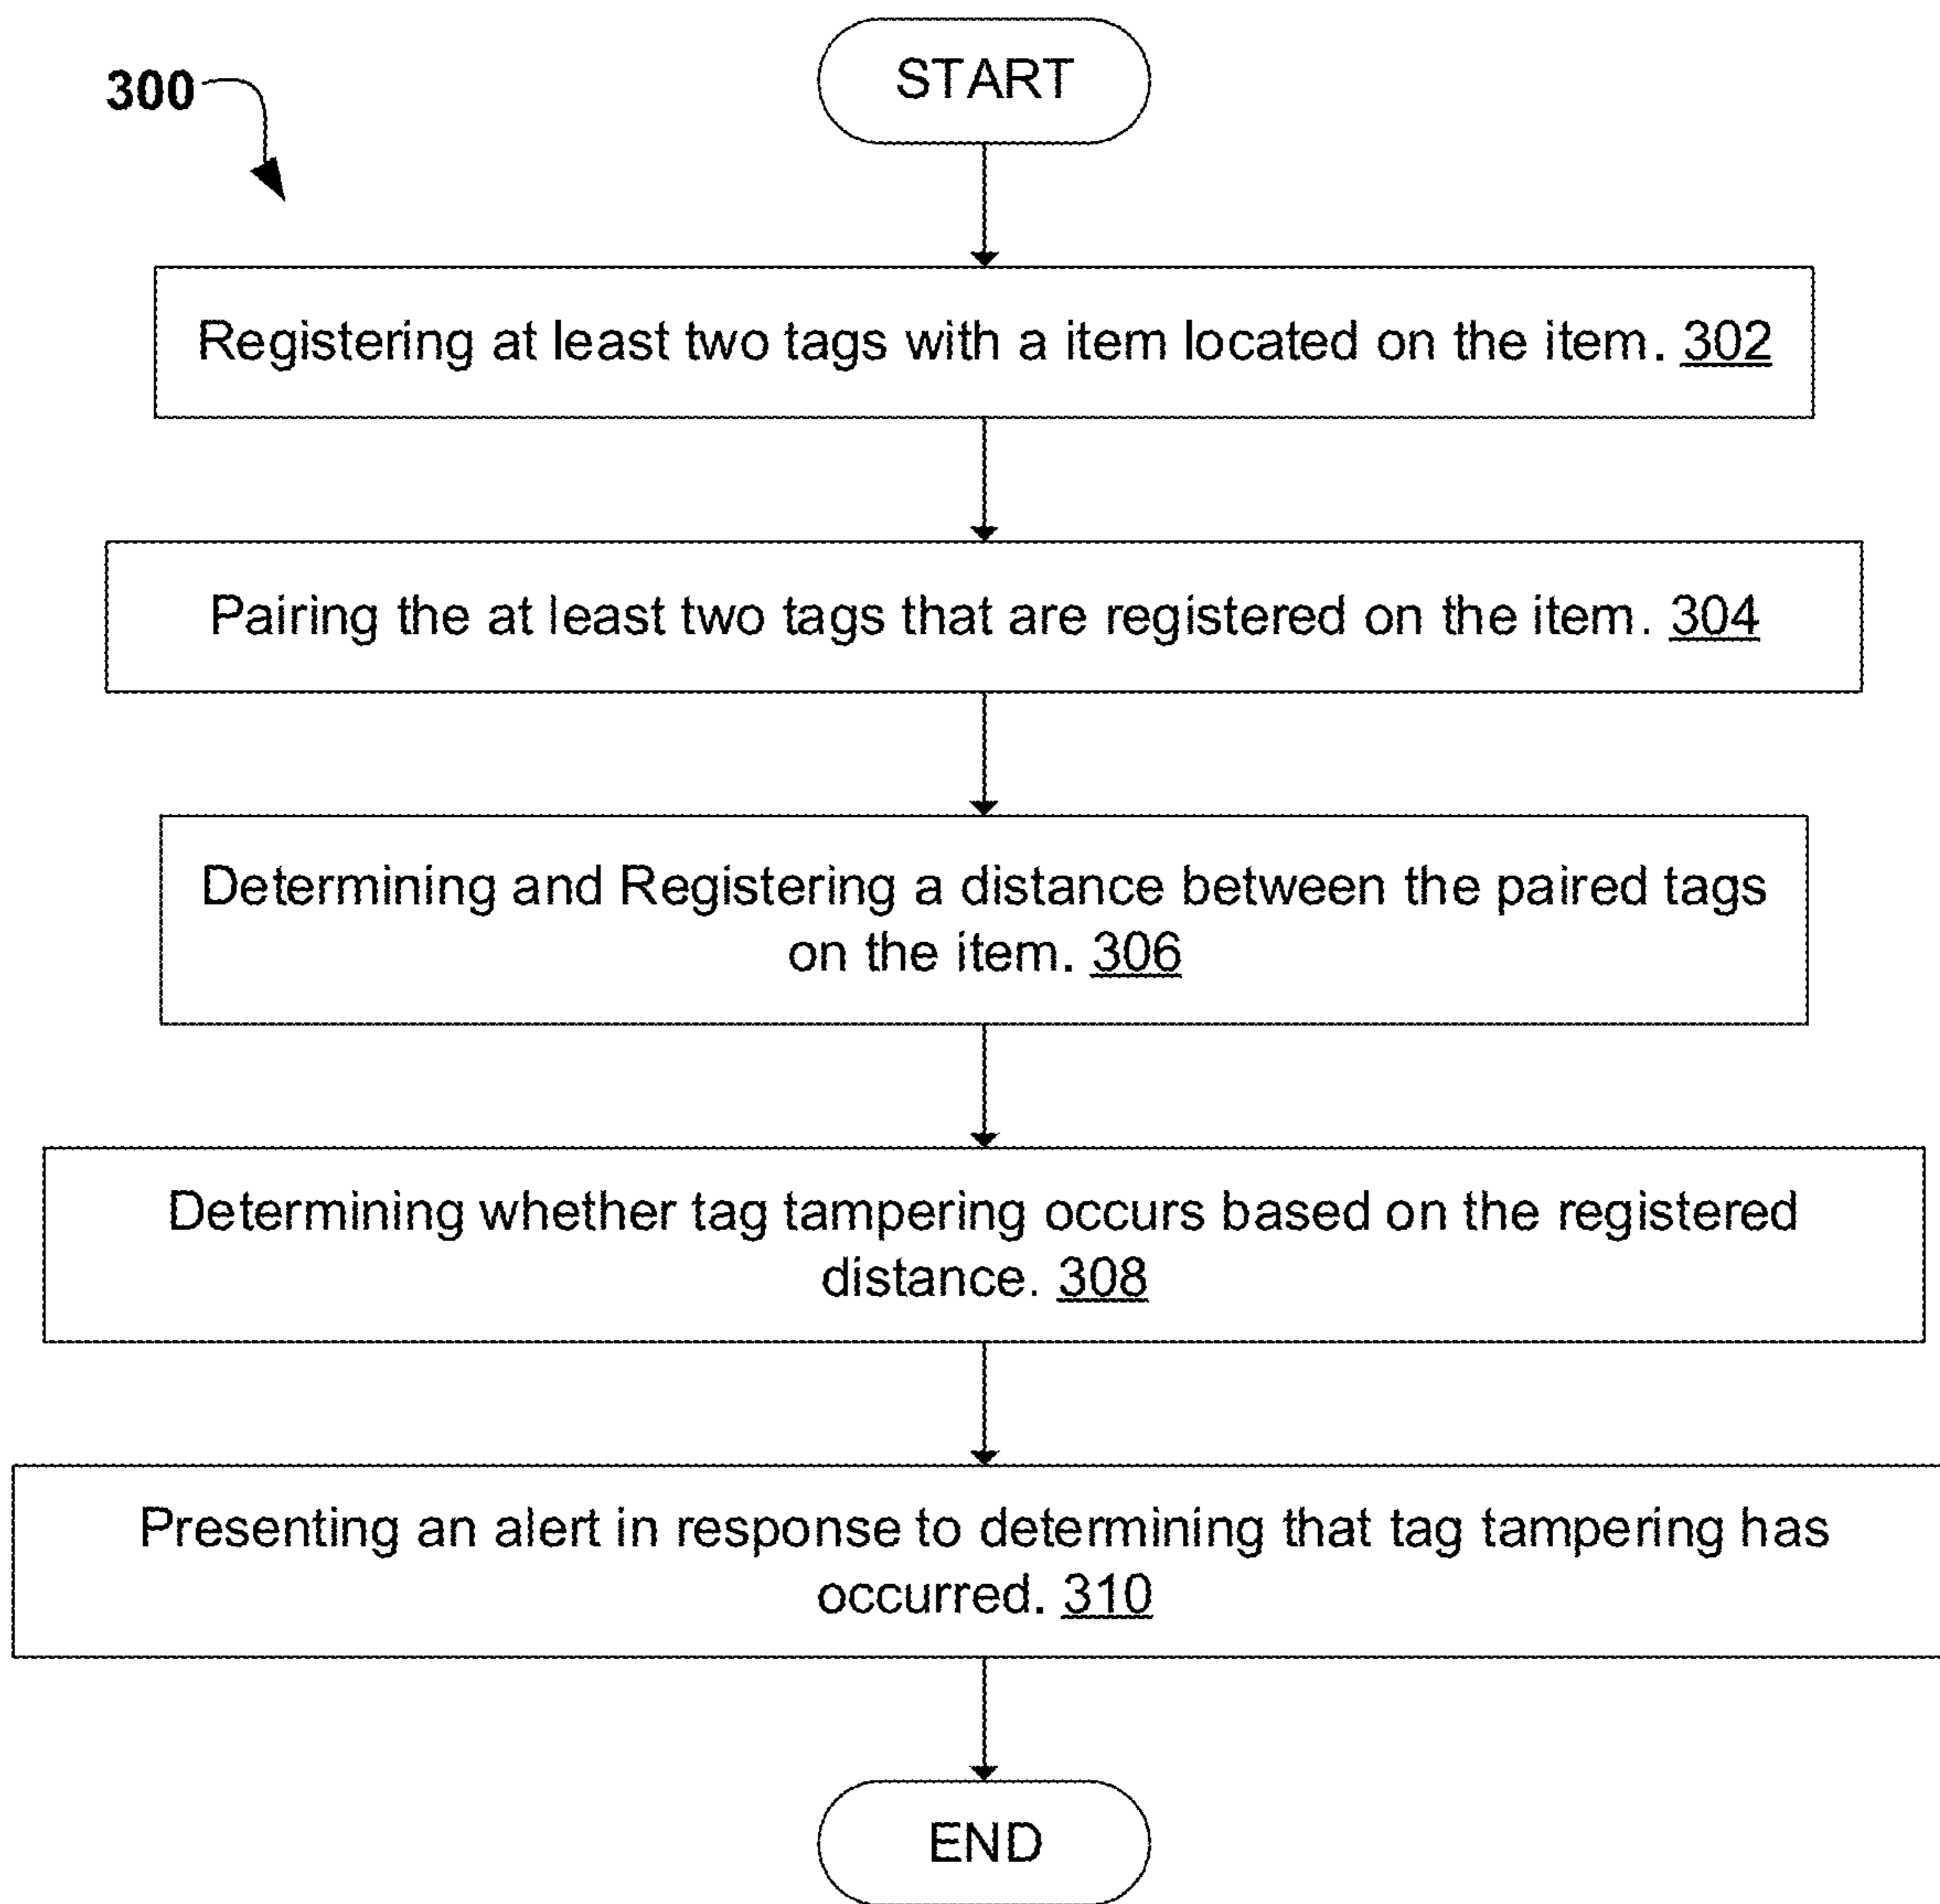 300
START
Registering at least two tags with a item located on the item. 302
Pairing the at least two tags that are registered on the item. 304
Determining and Registering a distance between the paired tags
on the item. 306
Determining whether tag tampering occurs based on the registered
distance. 308
Presenting an alert in response to determining that tag tampering has
occurred. 310
END